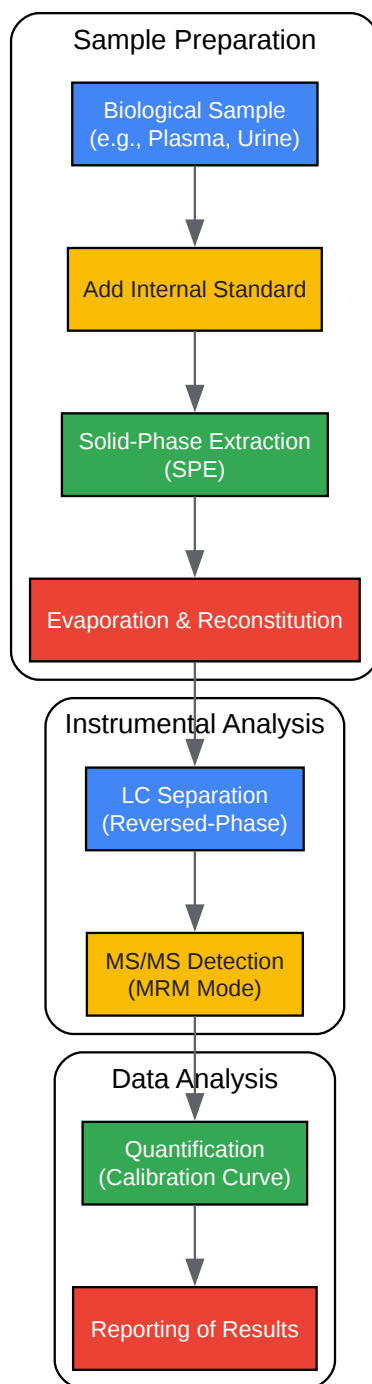 Sample Preparation
Biological Sample
(e.g., Plasma, Urine)
Add Internal Standard
Solid-Phase Extraction
(SPE)
Evaporation & Reconstitution
Instrumental Analysis
LC Separation
(Reversed-Phase)
MS/MS Detection
(MRM Mode)
Data Analysis
Quantification
(Calibration Curve)
Reporting of Results